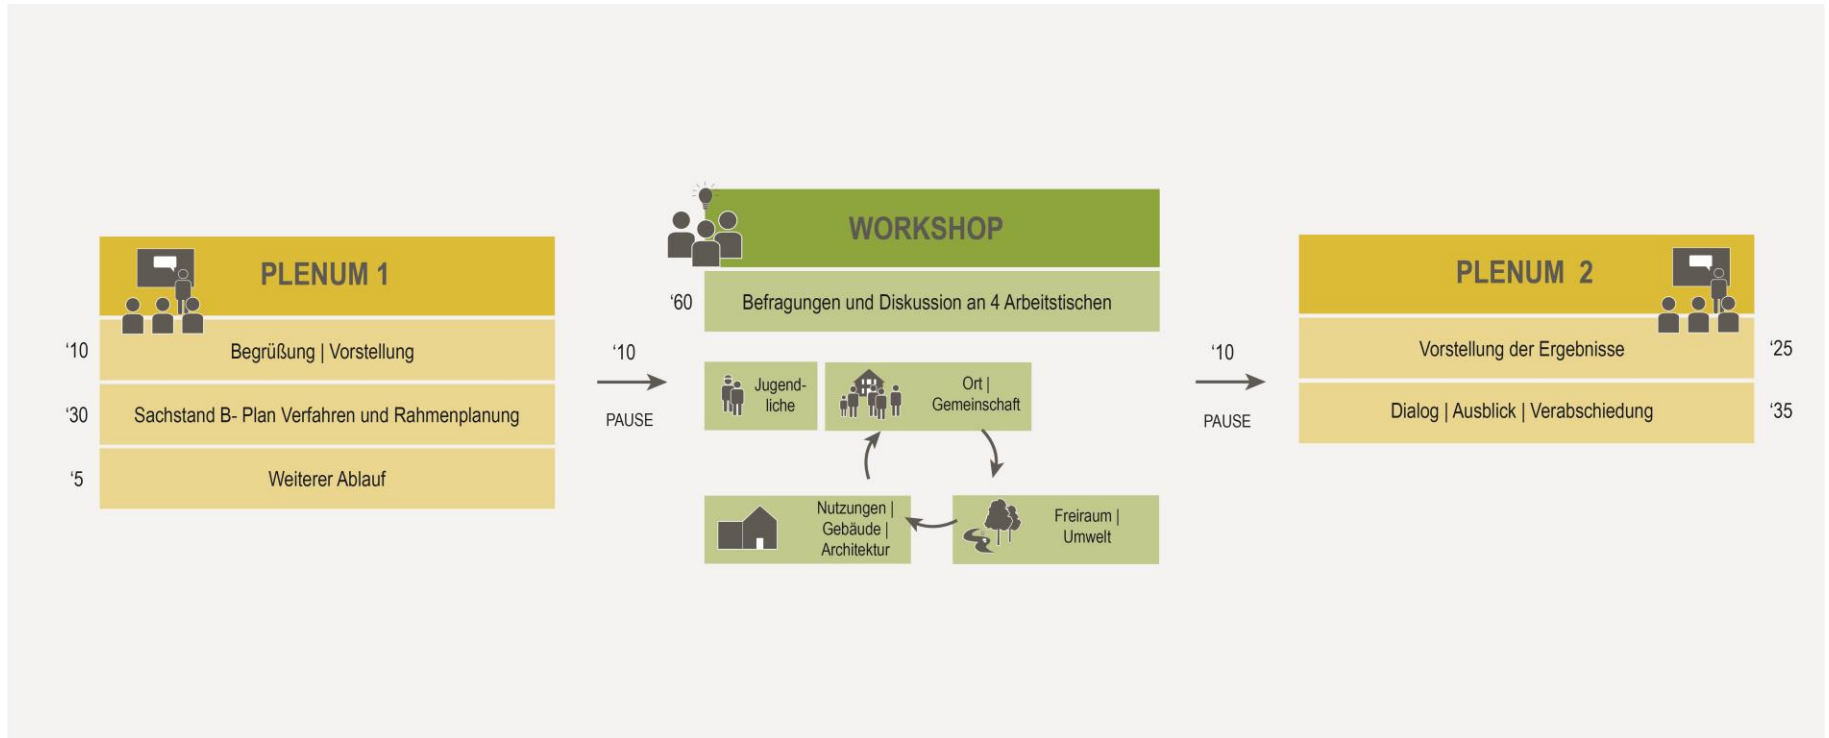 PLENUM 1
‘10
Begrüßung | Vorstellung
‘30
Sachstand B- Plan Verfahren und Rahmenplanung
‘5
Weiterer Ablauf
‘10
PAUSE
WORKSHOP
‘60
Befragungen und Diskussion an 4 Arbeitstischen
Jugend-
liche
Ort |
Gemeinschaft
Nutzungen |
Gebäude |
Architektur
Freiraum |
Umwelt
‘10
PAUSE
PLENUM 2
Vorstellung der Ergebnisse
‘25
Dialog | Ausblick | Verabschiedung
‘35